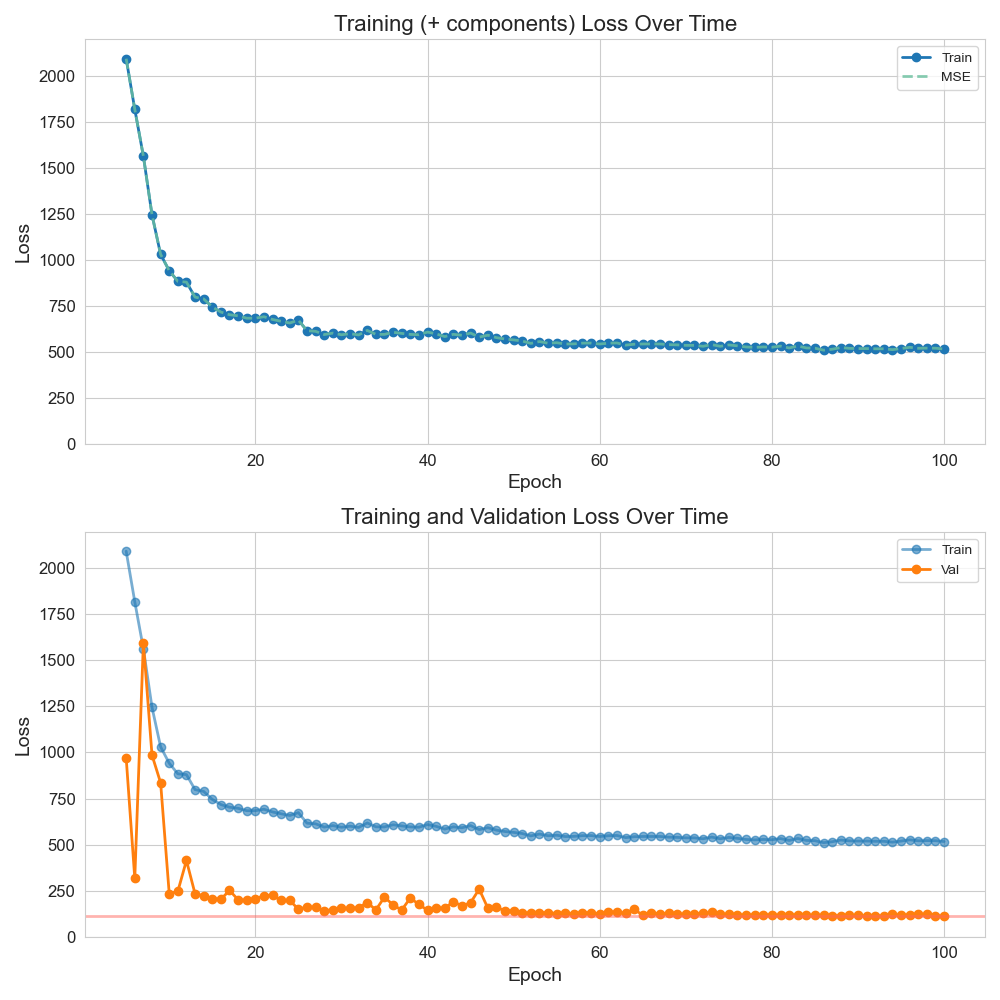 Training (+ components) Loss Over Time
Train
MSE
2000
1750
1500
1250
1000
750
500
250
0
Loss
20 40 60 80 100
Epoch
Training and Validation Loss Over Time
Train
Val
2000
1750
1500
1250
1000
750
500
250
0
Loss
20 40 60 80 100
Epoch